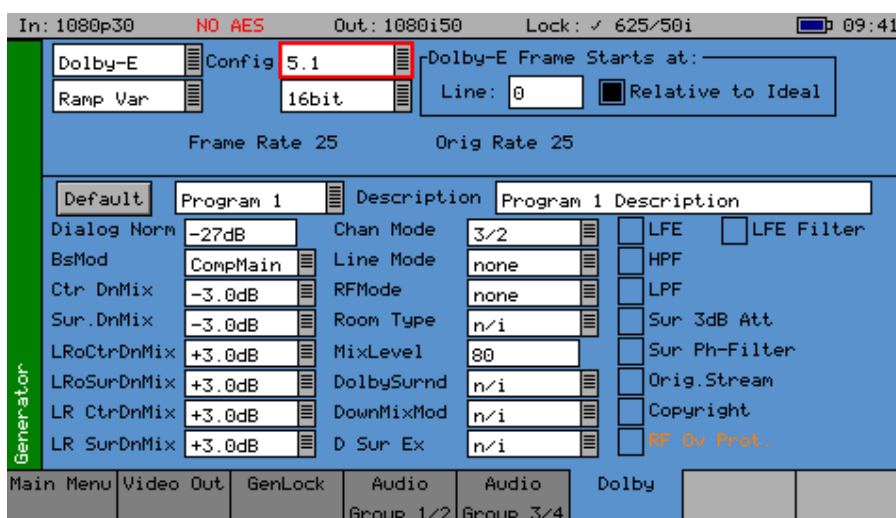 In: 1080p30 NO AES Out: 1080i50 Lock: ✓ 625/50i 09:41
Dolby-E Config 5.1 Dolby-E Frame Starts at:
Ramp Var 16bit Line: 0 Relative to Ideal
Frame Rate 25 Orig Rate 25
Default Program 1 Description Program 1 Description
Dialog Norm -27dB Chan Mode 3/2 LFE LFE Filter
BsMod CompMain Line Mode none HPF
Ctr DnMix -3.0dB RFMode none LPF
Sur.DnMix -3.0dB Room Type n/i Sur 3dB Att
LRoCtrDnMix +3.0dB MixLevel 80 Sur Ph-Filter
LRoSurDnMix +3.0dB DolbySurnd n/i Orig.Stream
LR CtrDnMix +3.0dB DownMixMod n/i Copyright
LR SurDnMix +3.0dB D Sur Ex n/i RF Ov Prot.
Generator
Main Menu Video Out GenLock Audio Audio Dolby
Group 1/2 Group 3/4